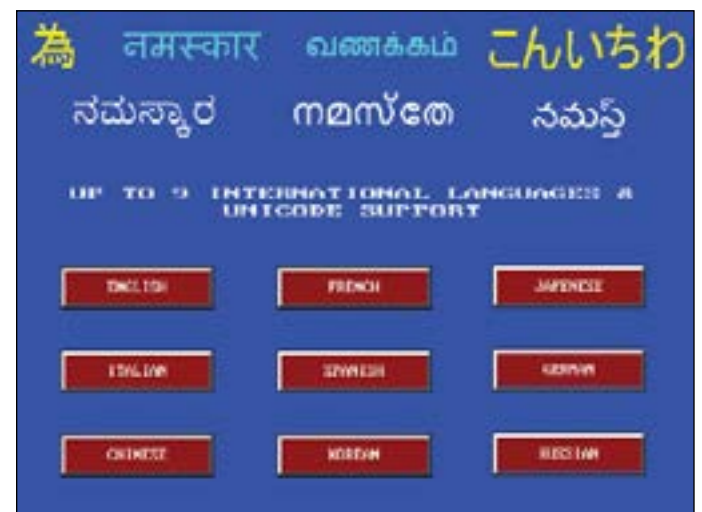 為 नमस्कार வணக்கம் こんいちわ
ನಮಸ್ಕಾರ നമസ്തേ నమస్తే
UP TO 9 INTERNATIONAL LANGUAGES &
UNICODE SUPPORT
ENGLISH FRENCH JAPENESE
ITALIAN SPANISH GERMAN
CHINESE KOREAN RUSSIAN